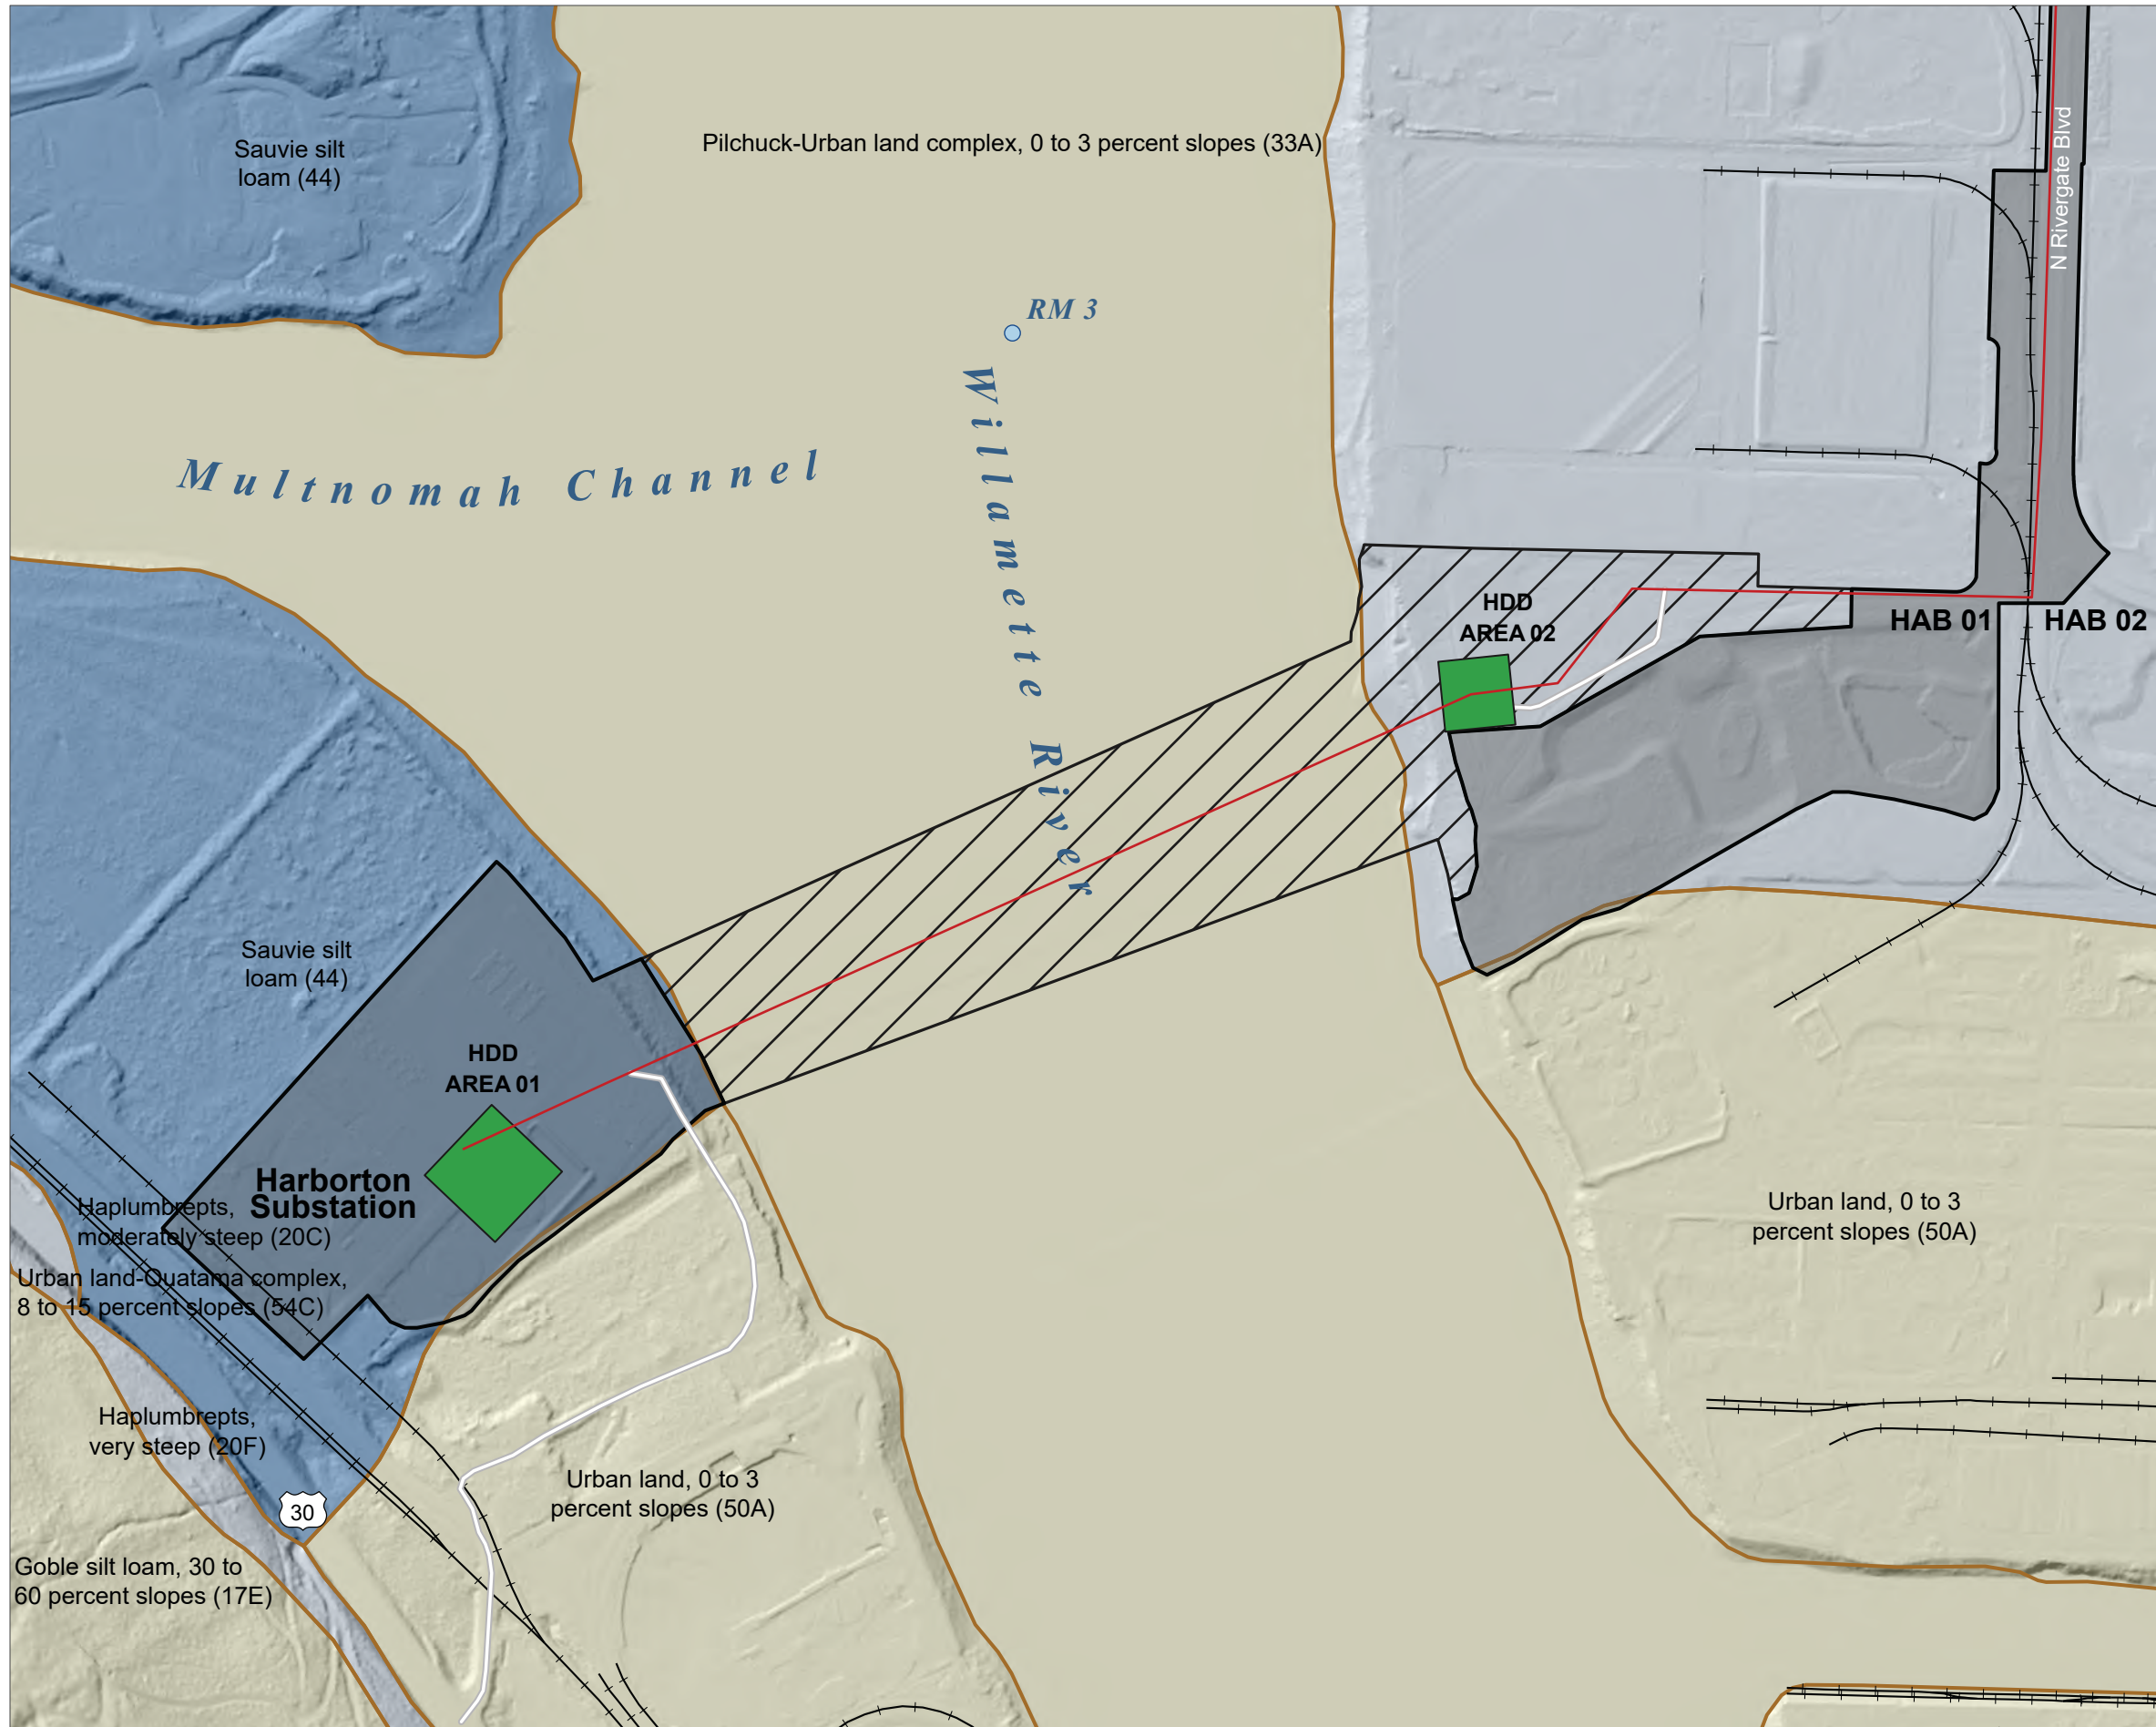 Sauvie silt
loam (44)
Pilchuck-Urban land complex, 0 to 3 percent slopes (33A)
N Rivergate Blvd
RM 3
Multnomah Channel
Willamette River
HDD
AREA 02
HAB 01
HAB 02
Sauvie silt
loam (44)
HDD
AREA 01
Harborton
Substation
Haplumbrepts,
moderately steep (20C)
Urban land-Quatama complex,
8 to 15 percent slopes (54C)
Urban land, 0 to 3
percent slopes (50A)
Haplumbrepts,
very steep (20F)
Urban land, 0 to 3
percent slopes (50A)
30
Goble silt loam, 30 to
60 percent slopes (17E)